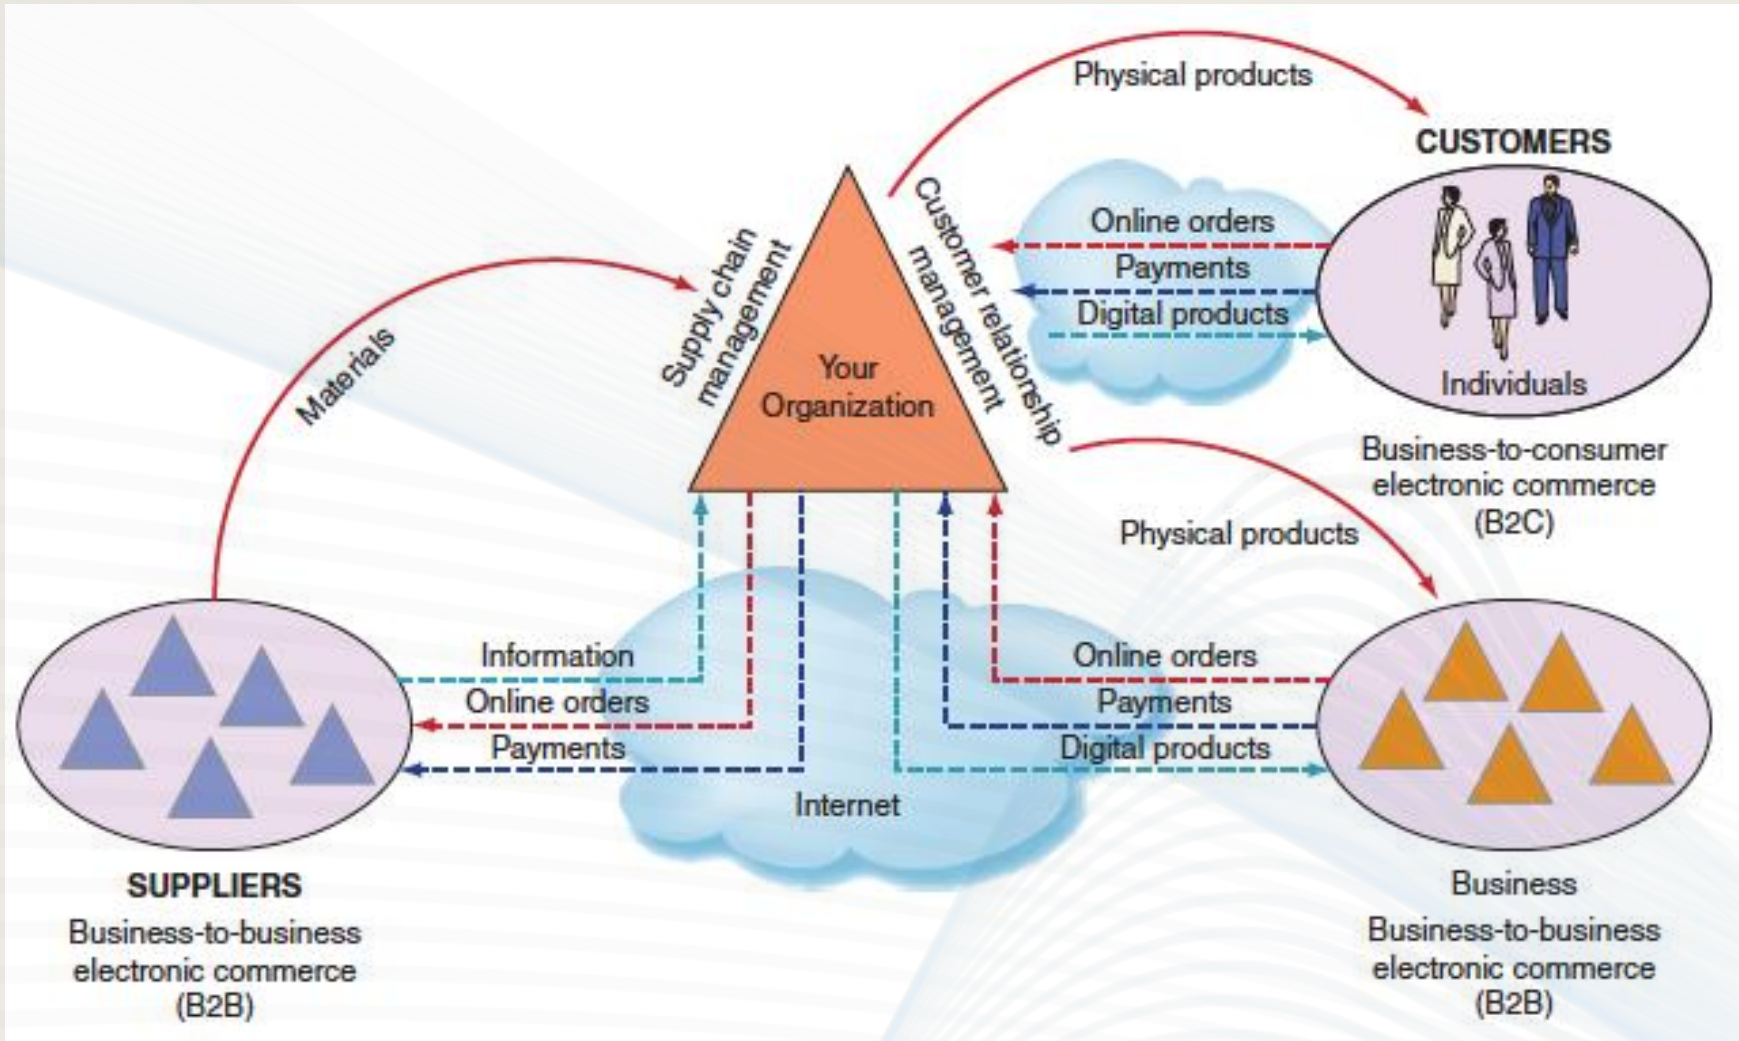 Physical products
CUSTOMERS
Online orders
Payments
Digital products
Individuals
Business-to-consumer
electronic commerce
(B2C)
Supply chain
management
Customer relationship
management
Your
Organization
Materials
Physical products
Information
Online orders
Payments
Online orders
Payments
Digital products
Internet
SUPPLIERS
Business-to-business
electronic commerce
(B2B)
Business
Business-to-business
electronic commerce
(B2B)